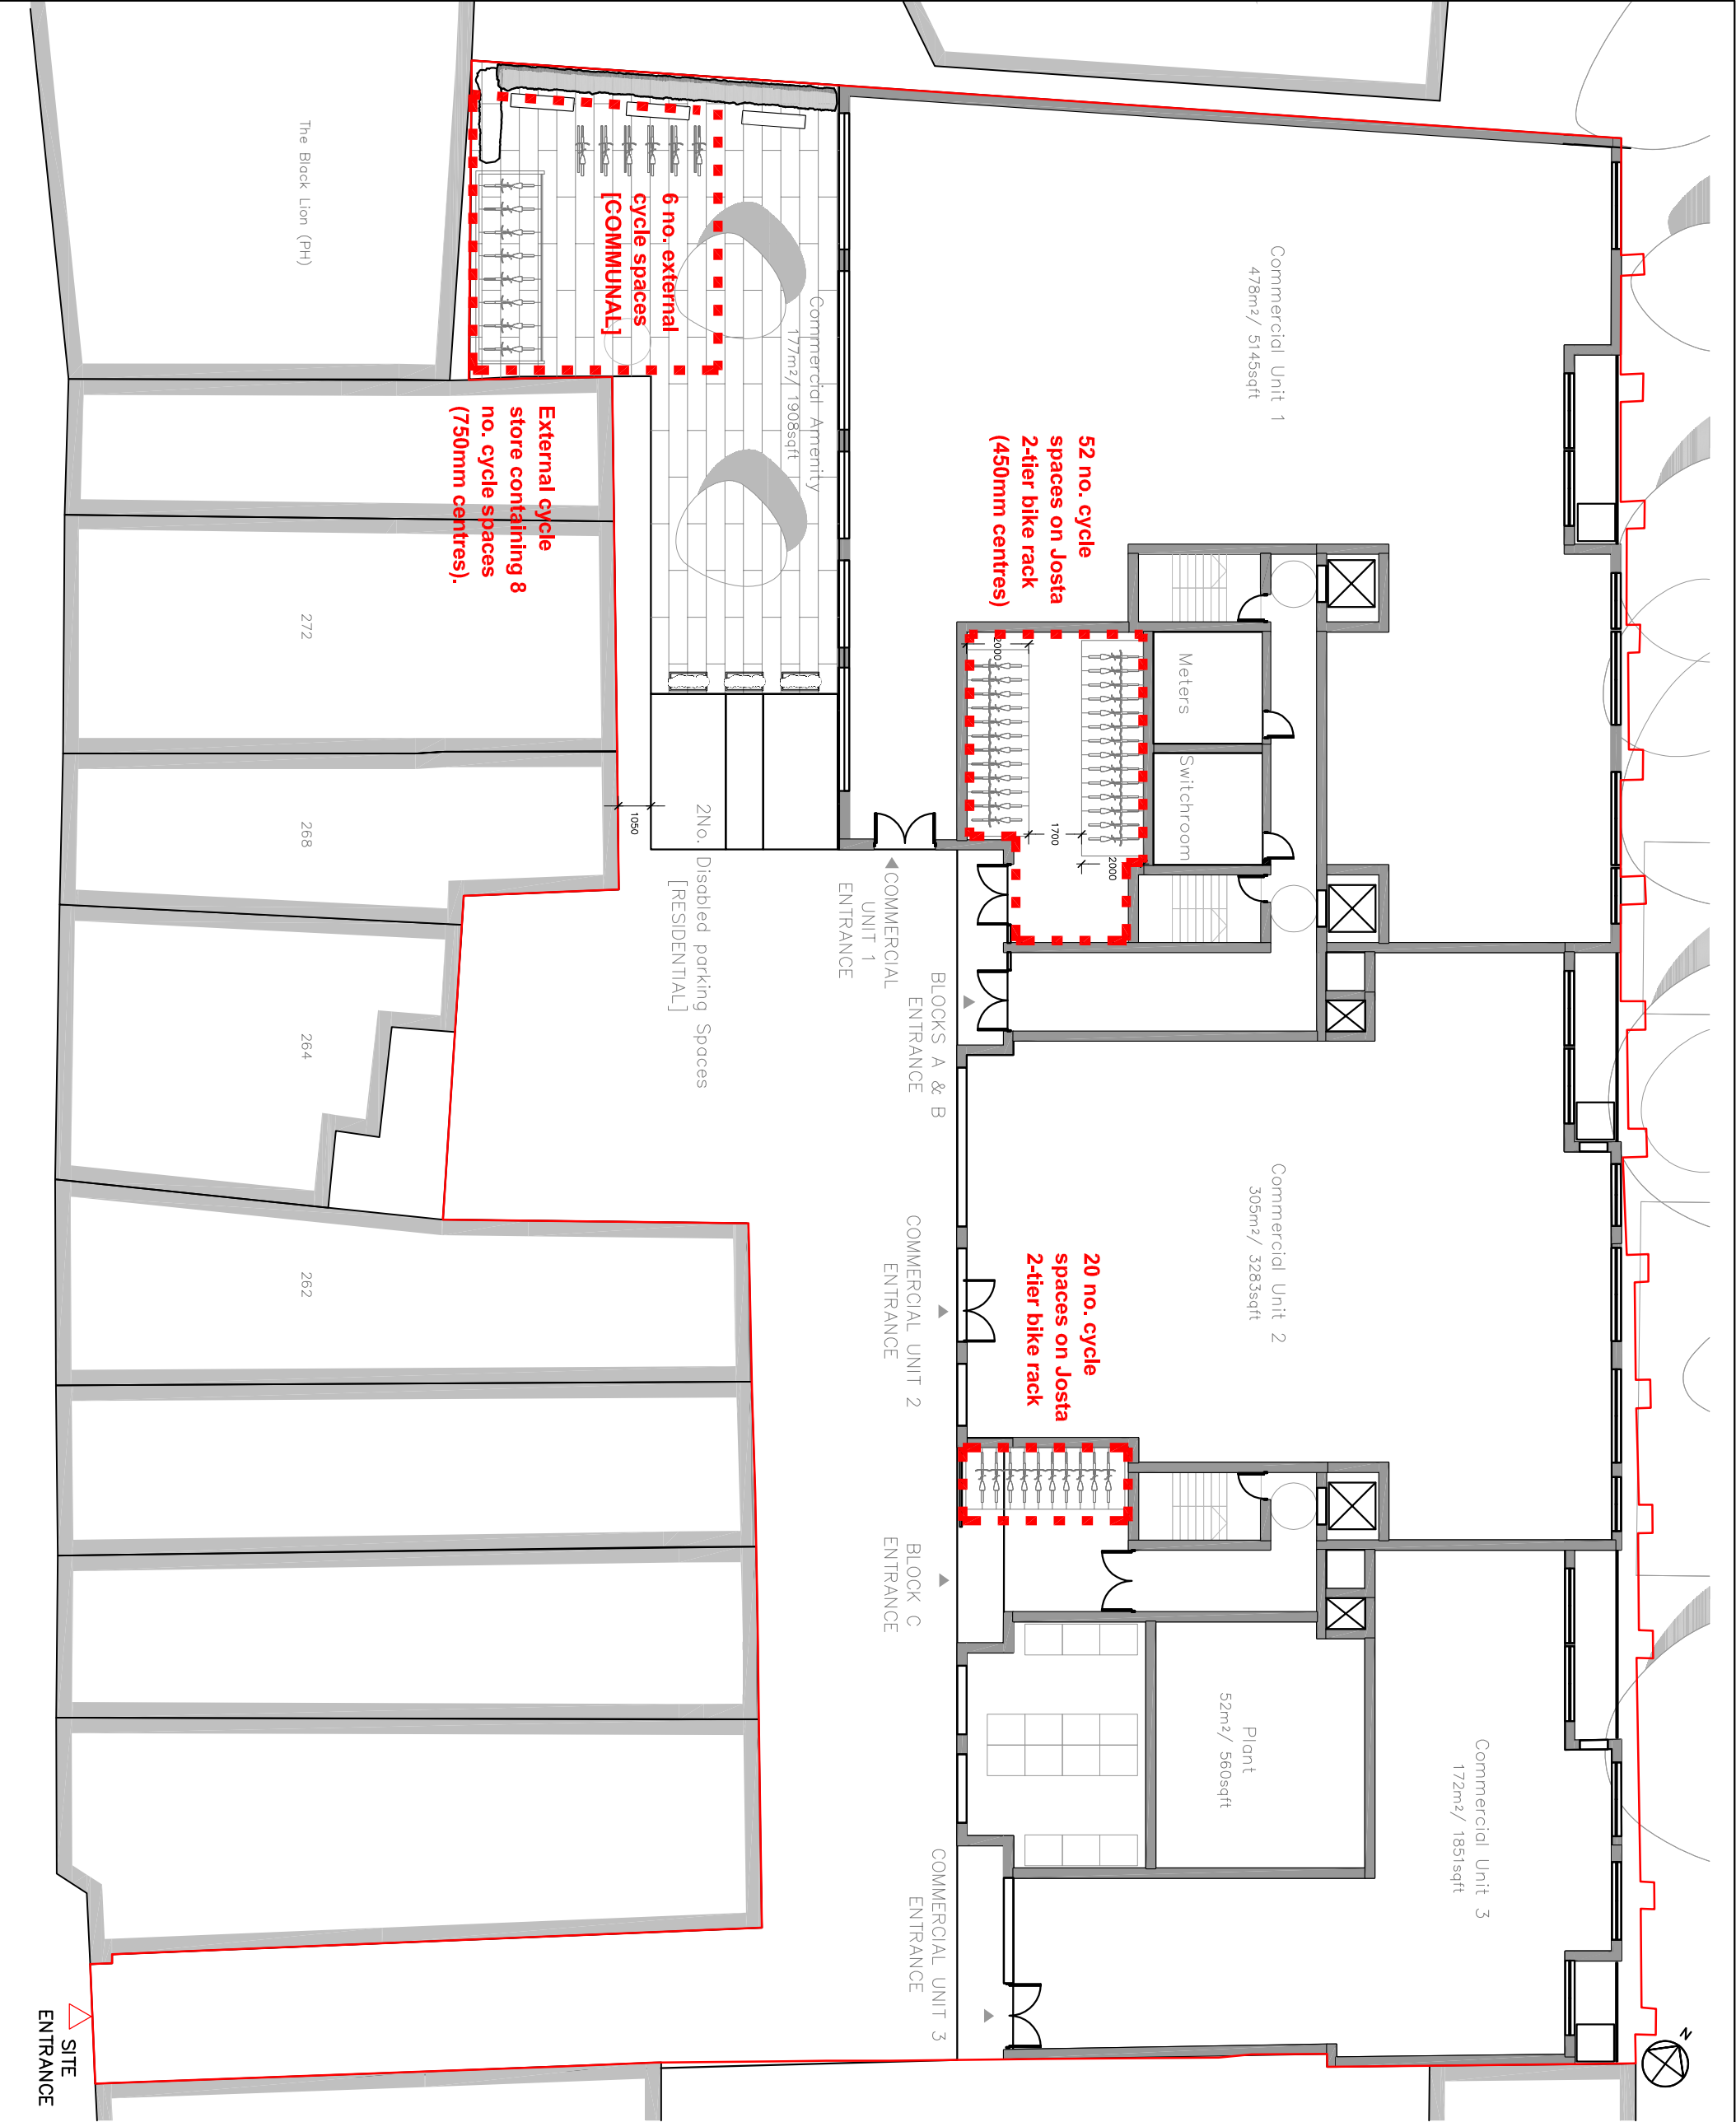 The Black Lion (PH)
6 no. external
cycle spaces
[COMMUNAL]
Commercial Amenity
177m²/ 1908sqft
Commercial Unit 1
478m²/ 5145sqft
External cycle
store containing 8
no. cycle spaces
(750mm centres).
52 no. cycle
spaces on Josta
2-tier bike rack
(450mm centres)
272
2000
Meters
Switchroom
1700
2000
1050
268
2No. Disabled parking Spaces
[RESIDENTIAL]
COMMERCIAL
UNIT 1
ENTRANCE
BLOCKS A & B
ENTRANCE
264
Commercial Unit 2
305m²/ 3283sqft
COMMERCIAL UNIT 2
ENTRANCE
20 no. cycle
spaces on Josta
2-tier bike rack
262
BLOCK C
ENTRANCE
Plant
52m²/ 560sqft
Commercial Unit 3
172m²/ 1851sqft
COMMERCIAL UNIT 3
ENTRANCE
SITE
ENTRANCE
N